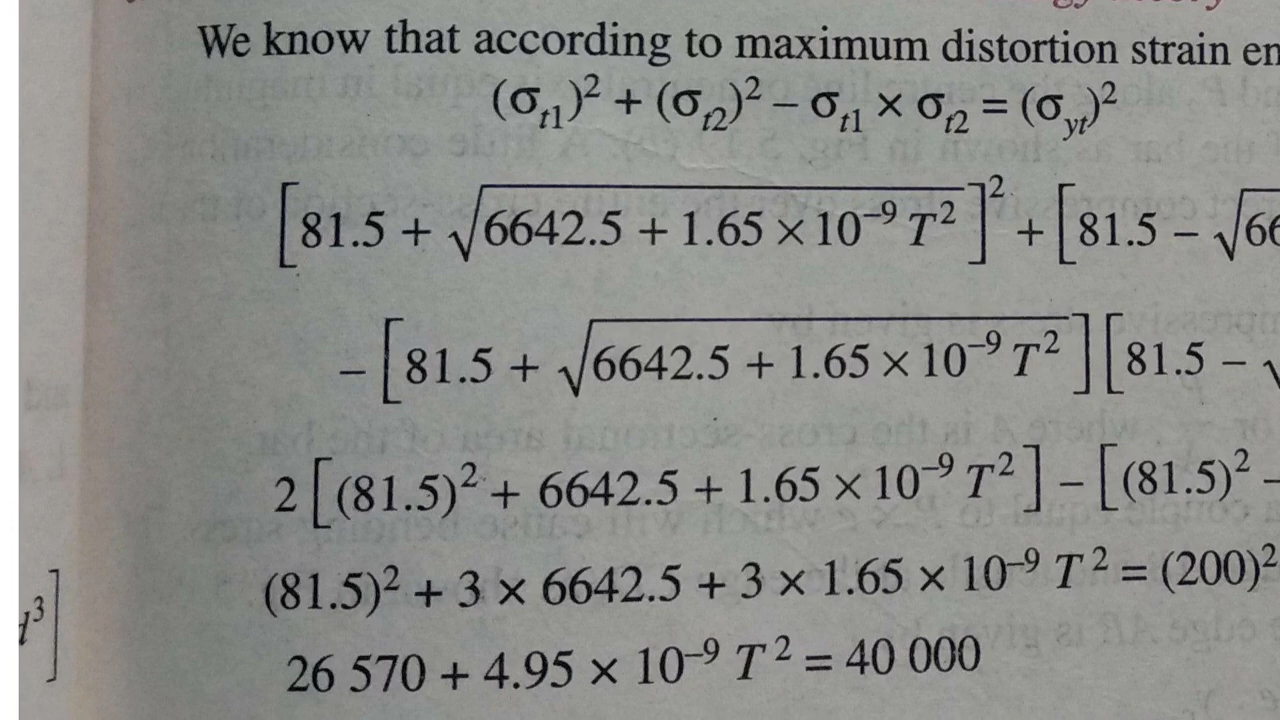 gy theory
We know that according to maximum distortion strain en
(σt1)² + (σt2)² – σt1 × σt2 = (σyt)²
[81.5 + √6642.5 + 1.65 × 10⁻⁹ T²]² + [81.5 – √66
– [81.5 + √6642.5 + 1.65 × 10⁻⁹ T²] [81.5 – √
2 [(81.5)² + 6642.5 + 1.65 × 10⁻⁹ T²] – [(81.5)² –
(81.5)² + 3 × 6642.5 + 3 × 1.65 × 10⁻⁹ T² = (200)²
26 570 + 4.95 × 10⁻⁹ T² = 40 000
³]